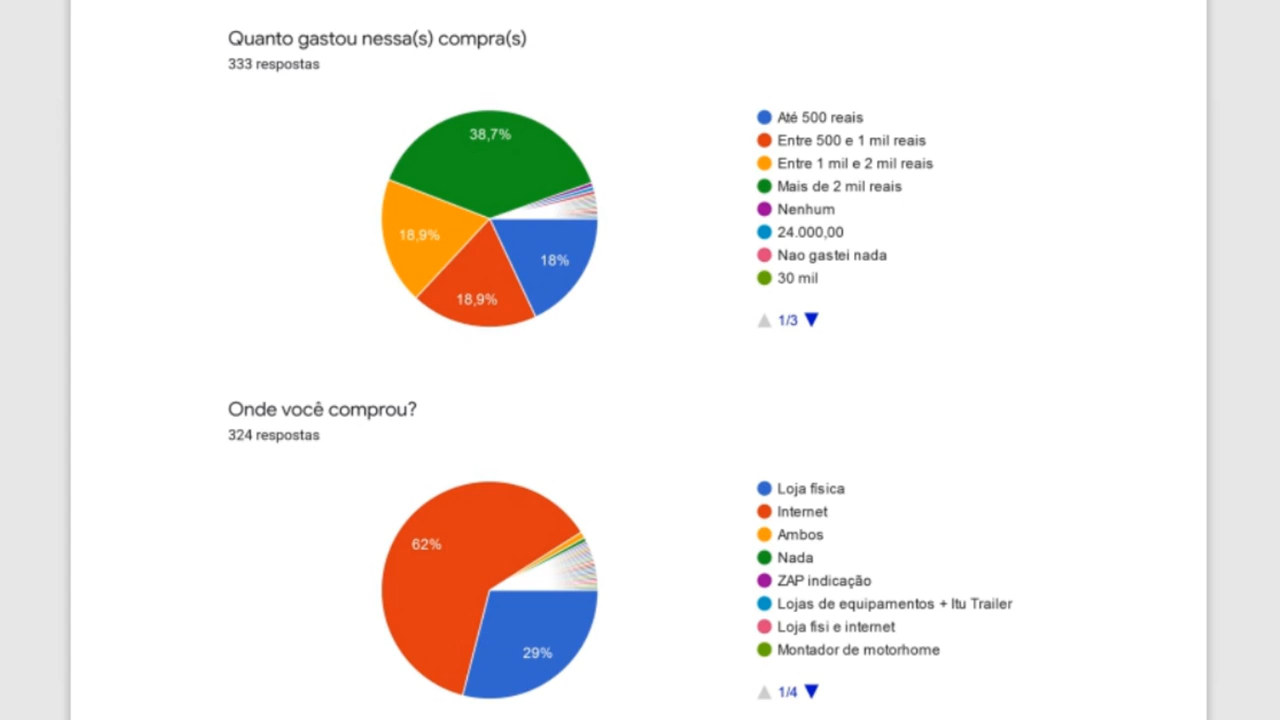 Quanto gastou nessa(s) compra(s)
333 respostas
38,7%
18,9%
18,9%
18%
Até 500 reais
Entre 500 e 1 mil reais
Entre 1 mil e 2 mil reais
Mais de 2 mil reais
Nenhum
24.000,00
Nao gastei nada
30 mil
1/3
Onde você comprou?
324 respostas
62%
29%
Loja física
Internet
Ambos
Nada
ZAP indicação
Lojas de equipamentos + Itu Trailer
Loja fisi e internet
Montador de motorhome
1/4